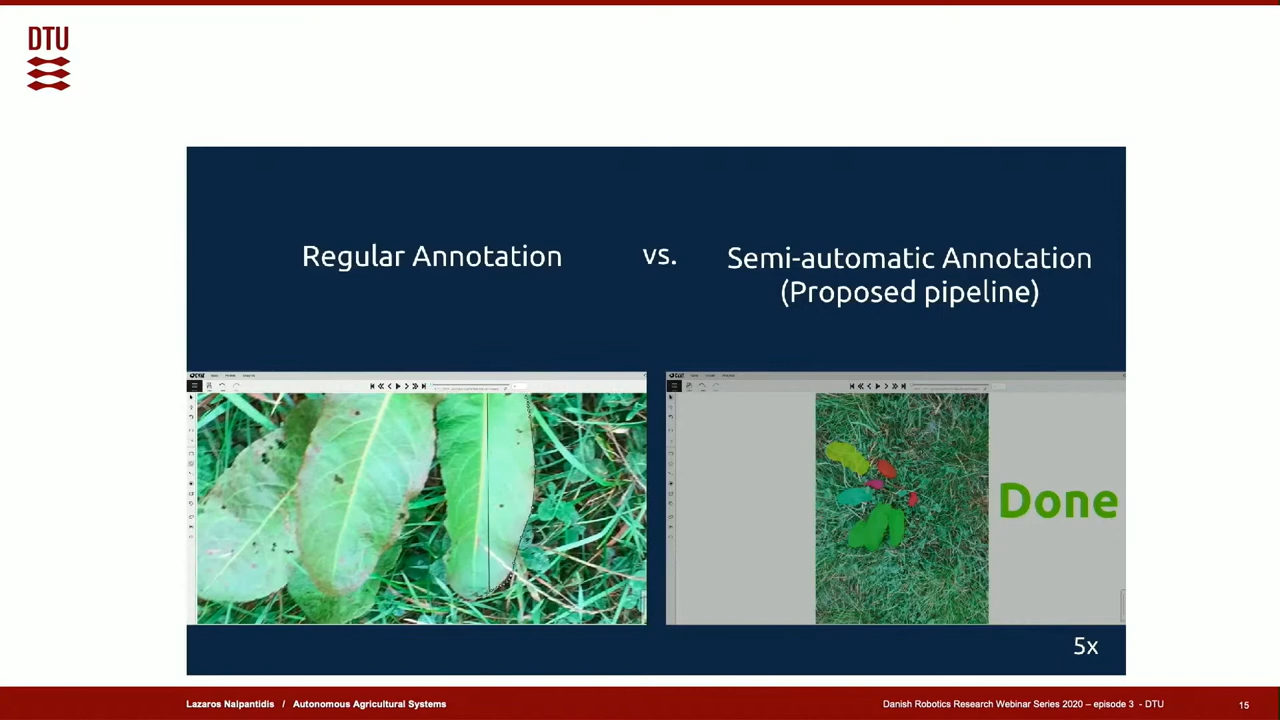 DTU
Regular Annotation
vs.
Semi-automatic Annotation
(Proposed pipeline)
Done
5x
Lazaros Nalpantidis / Autonomous Agricultural Systems
Danish Robotics Research Webinar Series 2020 – episode 3 - DTU
15